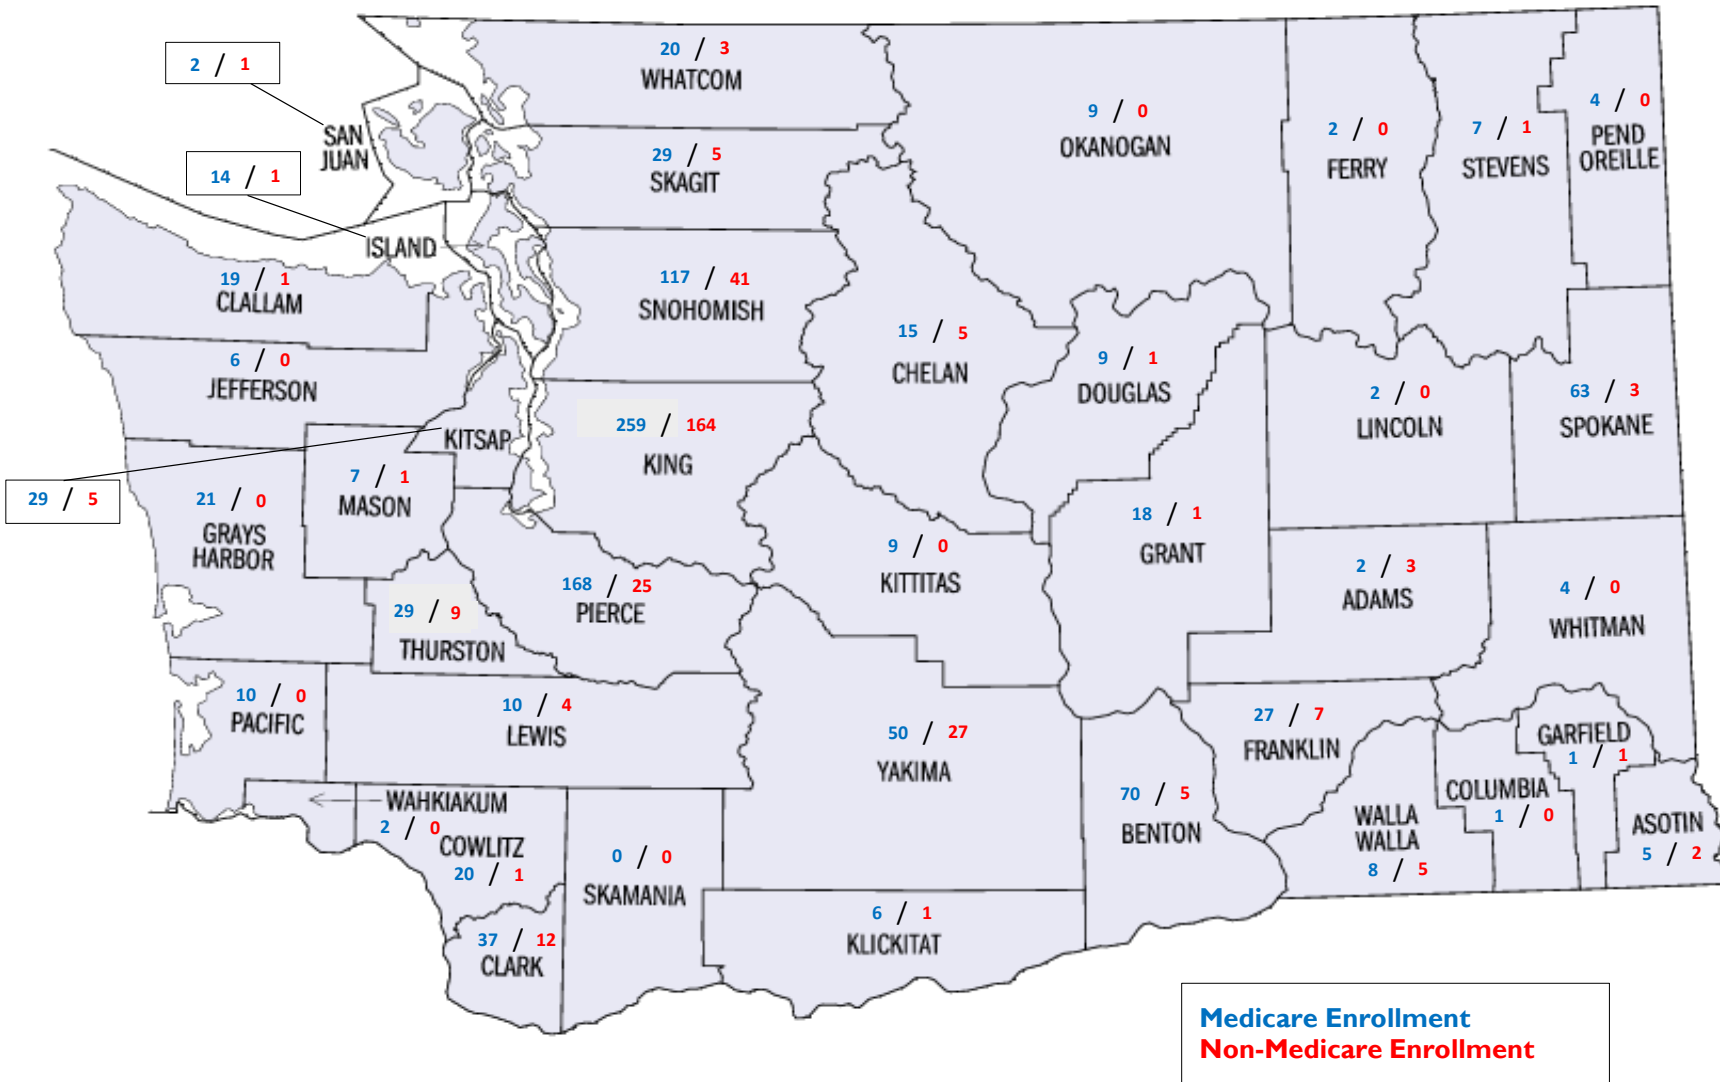 20 / 3
WHATCOM
2 / 1
SAN
JUAN
9 / 0
OKANOGAN
2 / 0
FERRY
7 / 1
STEVENS
4 / 0
PEND
OREILLE
29 / 5
SKAGIT
14 / 1
ISLAND
19 / 1
CLALLAM
117 / 41
SNOHOMISH
6 / 0
JEFFERSON
15 / 5
CHELAN
9 / 1
DOUGLAS
2 / 0
LINCOLN
63 / 3
SPOKANE
259 / 164
KING
KITSAP
29 / 5
7 / 1
MASON
21 / 0
GRAYS
HARBOR
18 / 1
GRANT
9 / 0
KITTITAS
168 / 25
PIERCE
29 / 9
THURSTON
2 / 3
ADAMS
4 / 0
WHITMAN
10 / 0
PACIFIC
10 / 4
LEWIS
50 / 27
YAKIMA
27 / 7
FRANKLIN
GARFIELD
1 / 1
70 / 5
BENTON
WALLA
WALLA
8 / 5
COLUMBIA
1 / 0
ASOTIN
5 / 2
WAHKIAKUM
2 / 0
COWLITZ
20 / 1
0 / 0
SKAMANIA
6 / 1
KLICKITAT
37 / 12
CLARK
Medicare Enrollment
Non-Medicare Enrollment